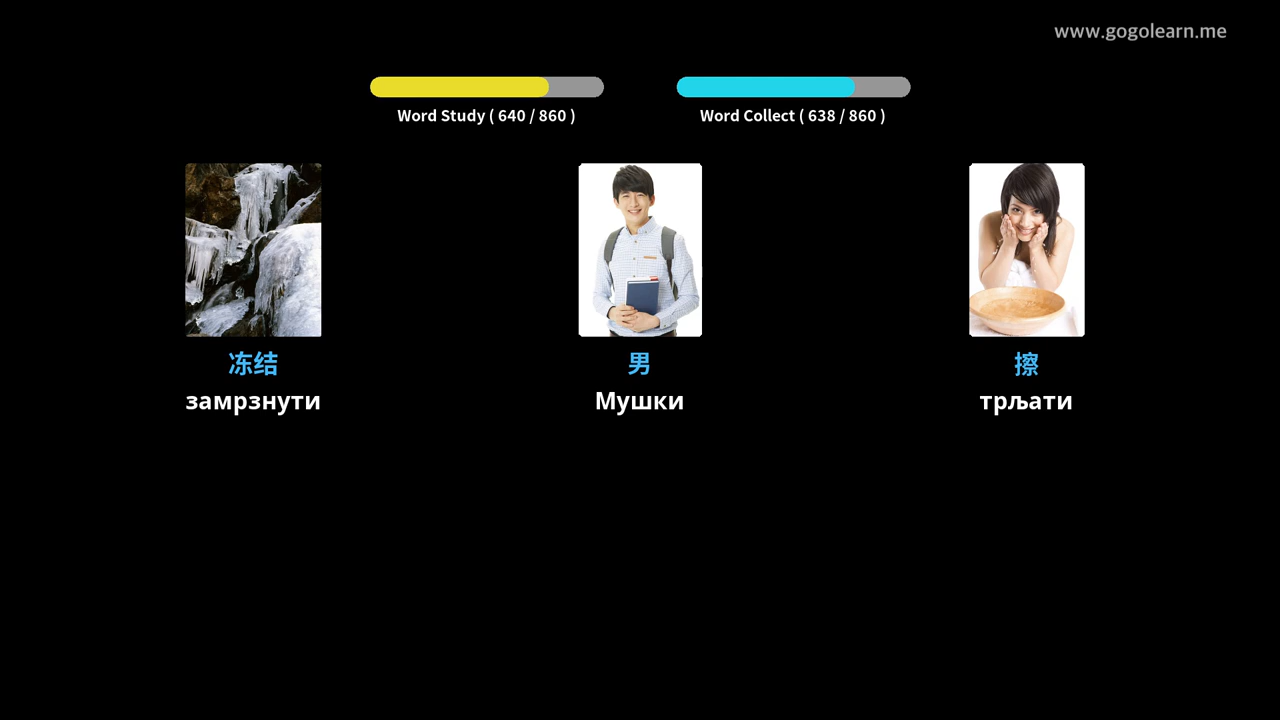 www.gogolearn.me
Word Study ( 640 / 860 )
Word Collect ( 638 / 860 )
冻结
男
擦
замрзнути
Мушки
трљати